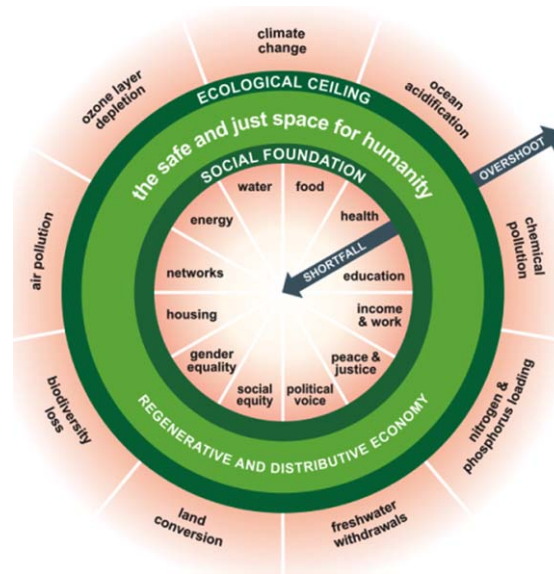 climate
change
ocean
acidification
OVERSHOOT
chemical
pollution
nitrogen &
phosphorus loading
freshwater
withdrawals
land
conversion
biodiversity
loss
air pollution
ozone layer
depletion
ECOLOGICAL CEILING
the safe and just space for humanity
SOCIAL FOUNDATION
water
food
health
SHORTFALL
education
income
& work
peace &
justice
political
voice
social
equity
gender
equality
housing
networks
energy
REGENERATIVE AND DISTRIBUTIVE ECONOMY